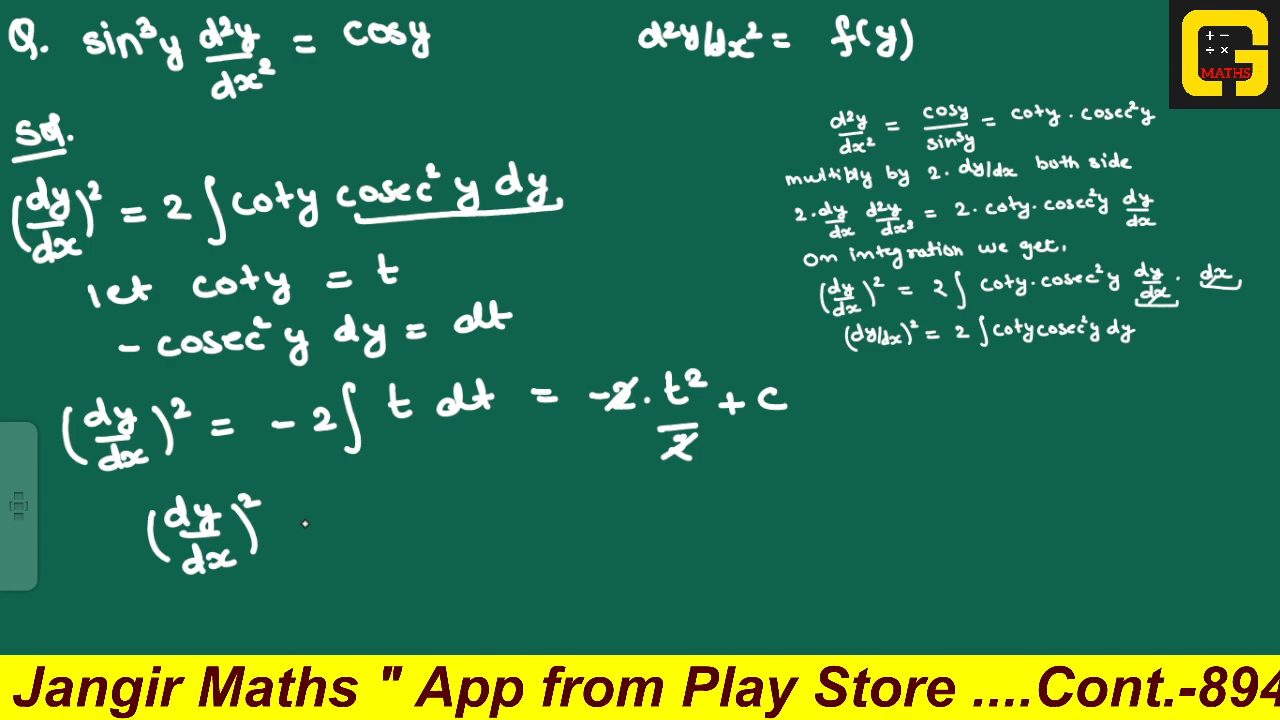 Q. sin³y d²y/dx² = cosy
d²y/dx² = f(y)
+ −
÷ ×
MATHS
Sol.
(dy/dx)² = 2 ∫ coty cosec² y dy
let coty = t
- cosec² y dy = dt
(dy/dx)² = - 2 ∫ t dt = -2 . t²/2 + c
(dy/dx)²
d²y/dx² = cosy/sin³y = coty . cosec²y
multiply by 2. dy/dx both side
2. dy/dx d²y/dx² = 2. coty. cosec²y dy/dx
On integration we get,
(dy/dx)² = 2 ∫ coty. cosec²y dy/dx . dx
(dy/dx)² = 2 ∫ coty cosec²y dy
Jangir Maths " App from Play Store ....Cont.-894